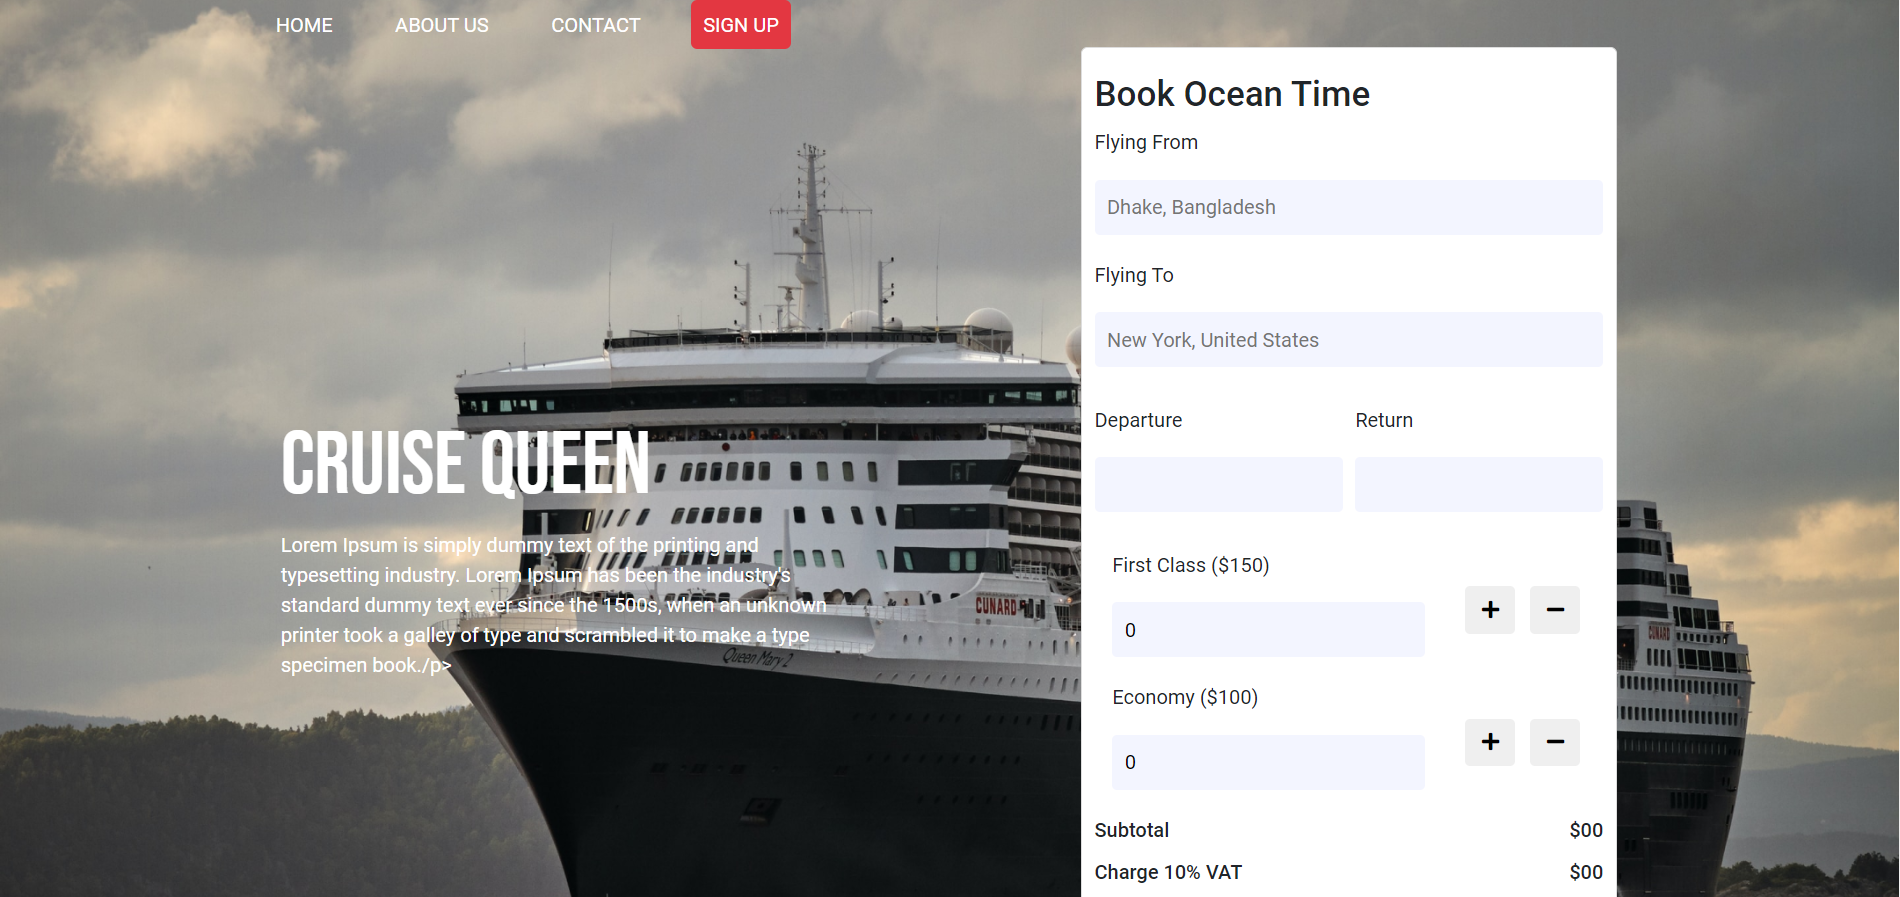 HOME ABOUT US CONTACT SIGN UP
CRUISE QUEEN
Lorem Ipsum is simply dummy text of the printing and
typesetting industry. Lorem Ipsum has been the industry's
standard dummy text ever since the 1500s, when an unknown
printer took a galley of type and scrambled it to make a type
specimen book./p>
CUNARD
Queen Mary 2
Book Ocean Time
Flying From
Dhake, Bangladesh
Flying To
New York, United States
Departure Return
First Class ($150)
0 + −
Economy ($100)
0 + −
Subtotal $00
Charge 10% VAT $00
CUNARD